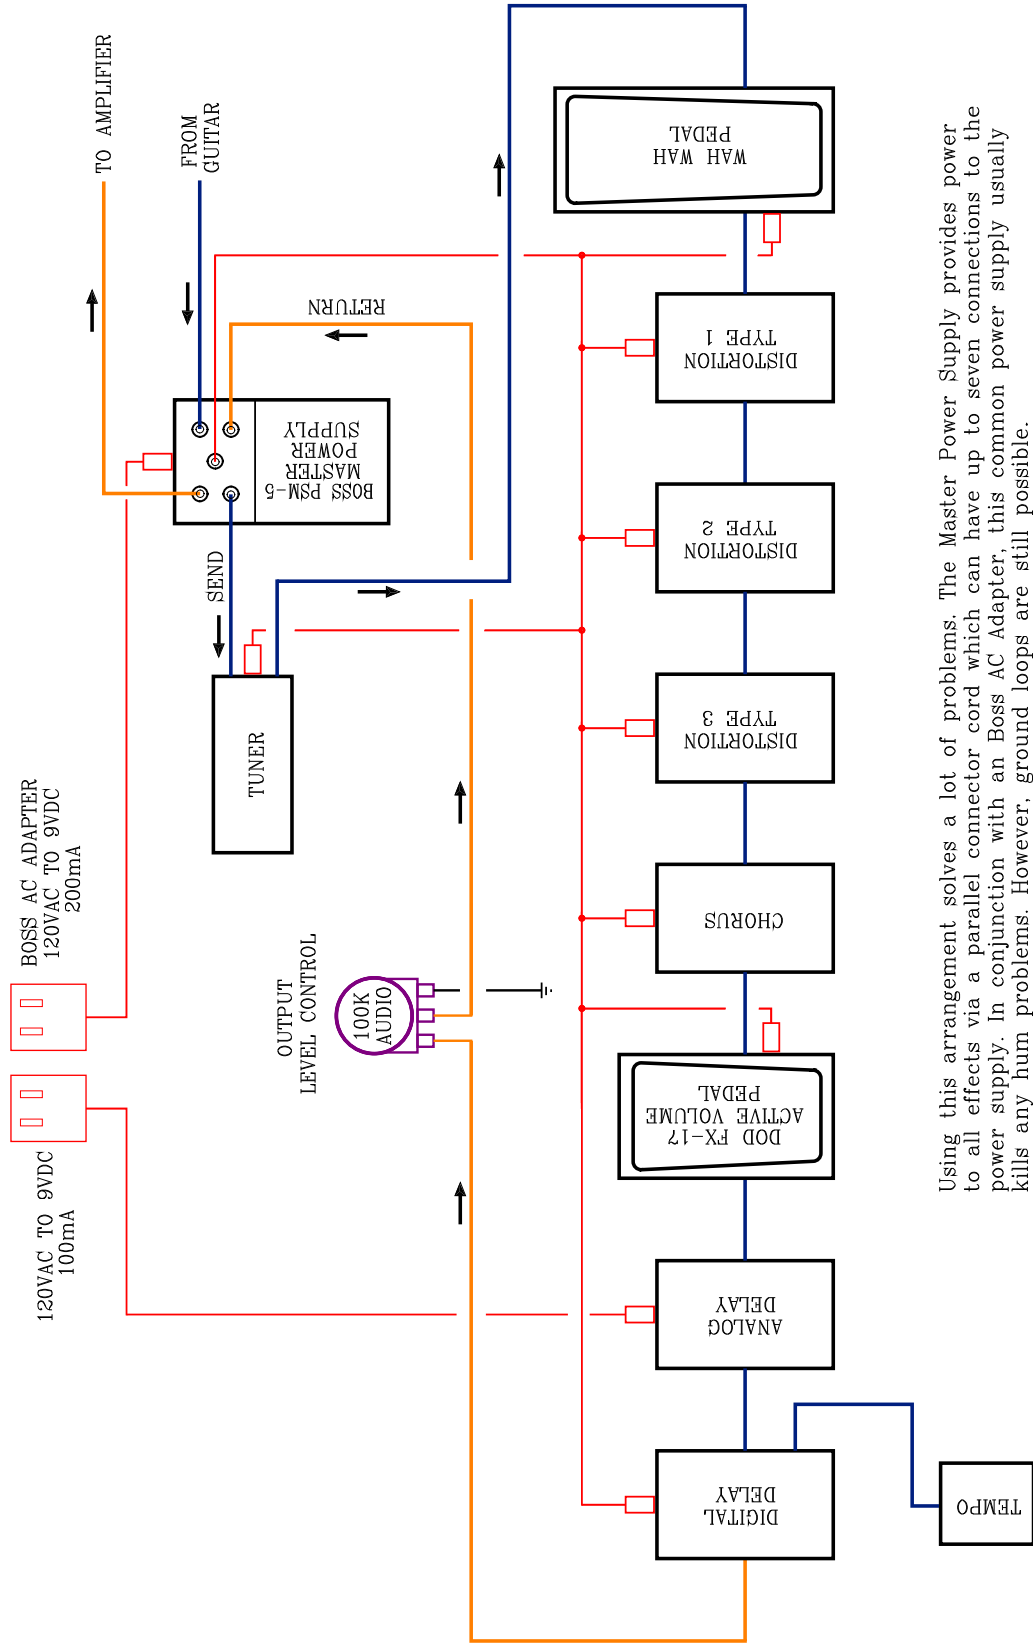 TO AMPLIFIER
FROM
GUITAR
RETURN
BOSS PSM-5
MASTER
POWER
SUPPLY
SEND
TUNER
BOSS AC ADAPTER
120VAC TO 9VDC
200mA
120VAC TO 9VDC
100mA
OUTPUT
LEVEL CONTROL
100K
AUDIO
WAH WAH
PEDAL
DISTORTION
TYPE 1
DISTORTION
TYPE 2
DISTORTION
TYPE 3
CHORUS
DOD FX-17
ACTIVE VOLUME
PEDAL
ANALOG
DELAY
DIGITAL
DELAY
TEMPO
Using this arrangement solves a lot of problems. The Master Power Supply provides power
to all effects via a parallel connector cord which can have up to seven connections to the
power supply. In conjunction with an Boss AC Adapter, this common power supply usually
kills any hum problems. However, ground loops are still possible.